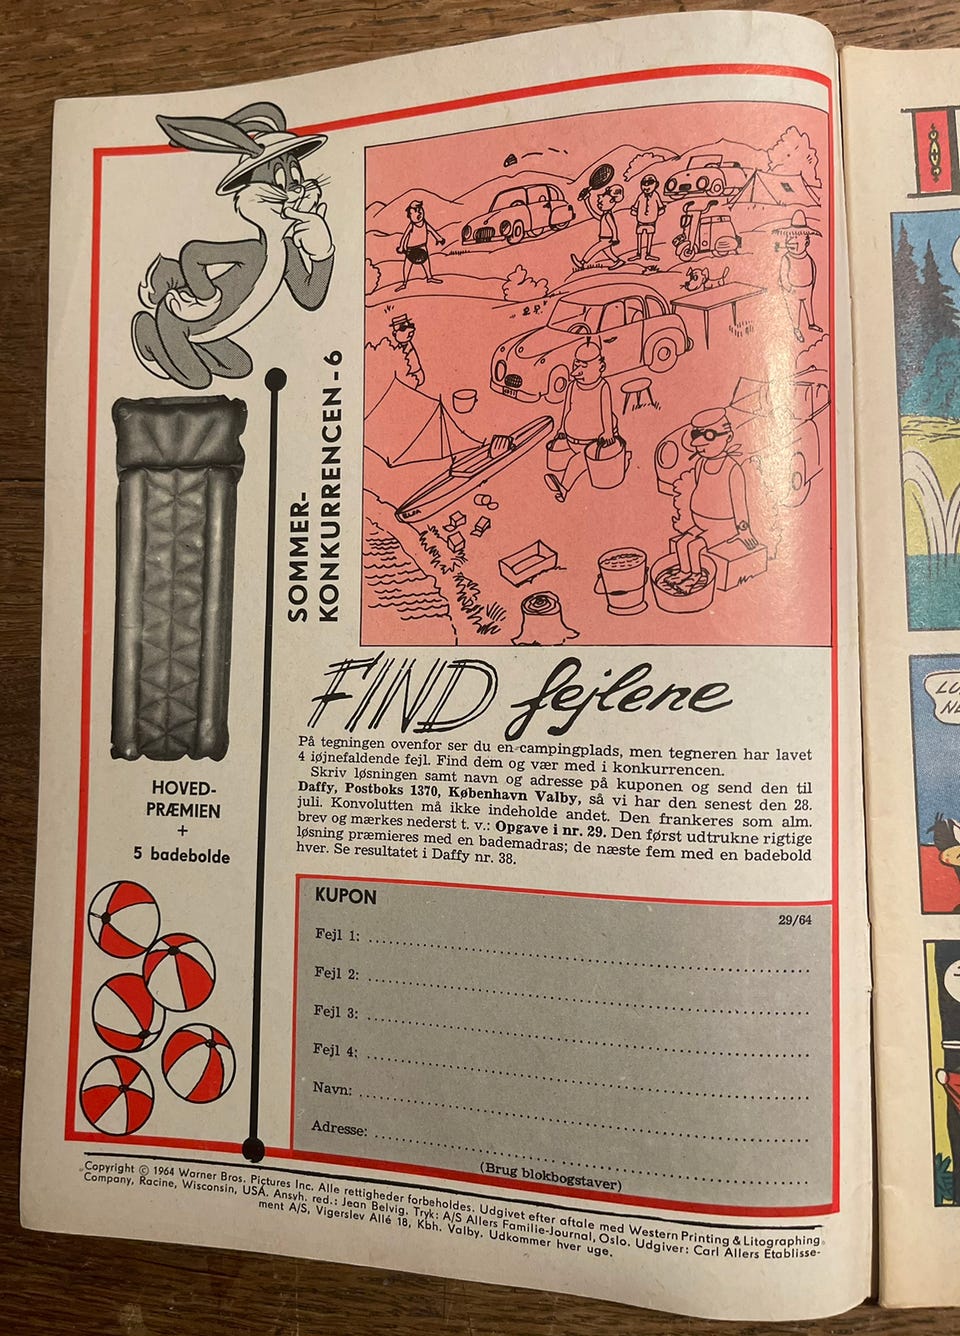 SOMMER-
KONKURRENCEN - 6
FIND fejlene
På tegningen ovenfor ser du en campingplads, men tegneren har lavet
4 iøjnefaldende fejl. Find dem og vær med i konkurrencen.
Skriv løsningen samt navn og adresse på kuponen og send den til
Daffy, Postboks 1370, København Valby, så vi har den senest den 28.
juli. Konvolutten må ikke indeholde andet. Den frankeres som alm.
brev og mærkes nederst t. v.: Opgave i nr. 29. Den først udtrukne rigtige
løsning præmieres med en bademadras; de næste fem med en badebold
hver. Se resultatet i Daffy nr. 38.
HOVED-
PRÆMIEN
+
5 badebolde
KUPON
29/64
Fejl 1:
Fejl 2:
Fejl 3:
Fejl 4:
Navn:
Adresse:
(Brug blokbogstaver)
Copyright © 1964 Warner Bros. Pictures Inc. Alle rettigheder forbeholdes. Udgivet efter aftale med Western Printing & Litographing
Company, Racine, Wisconsin, USA. Ansvh. red.: Jean Belvig. Tryk: A/S Allers Familie-Journal, Oslo. Udgiver: Carl Allers Etablisse-
ment A/S, Vigerslev Allé 18, Kbh. Valby. Udkommer hver uge.